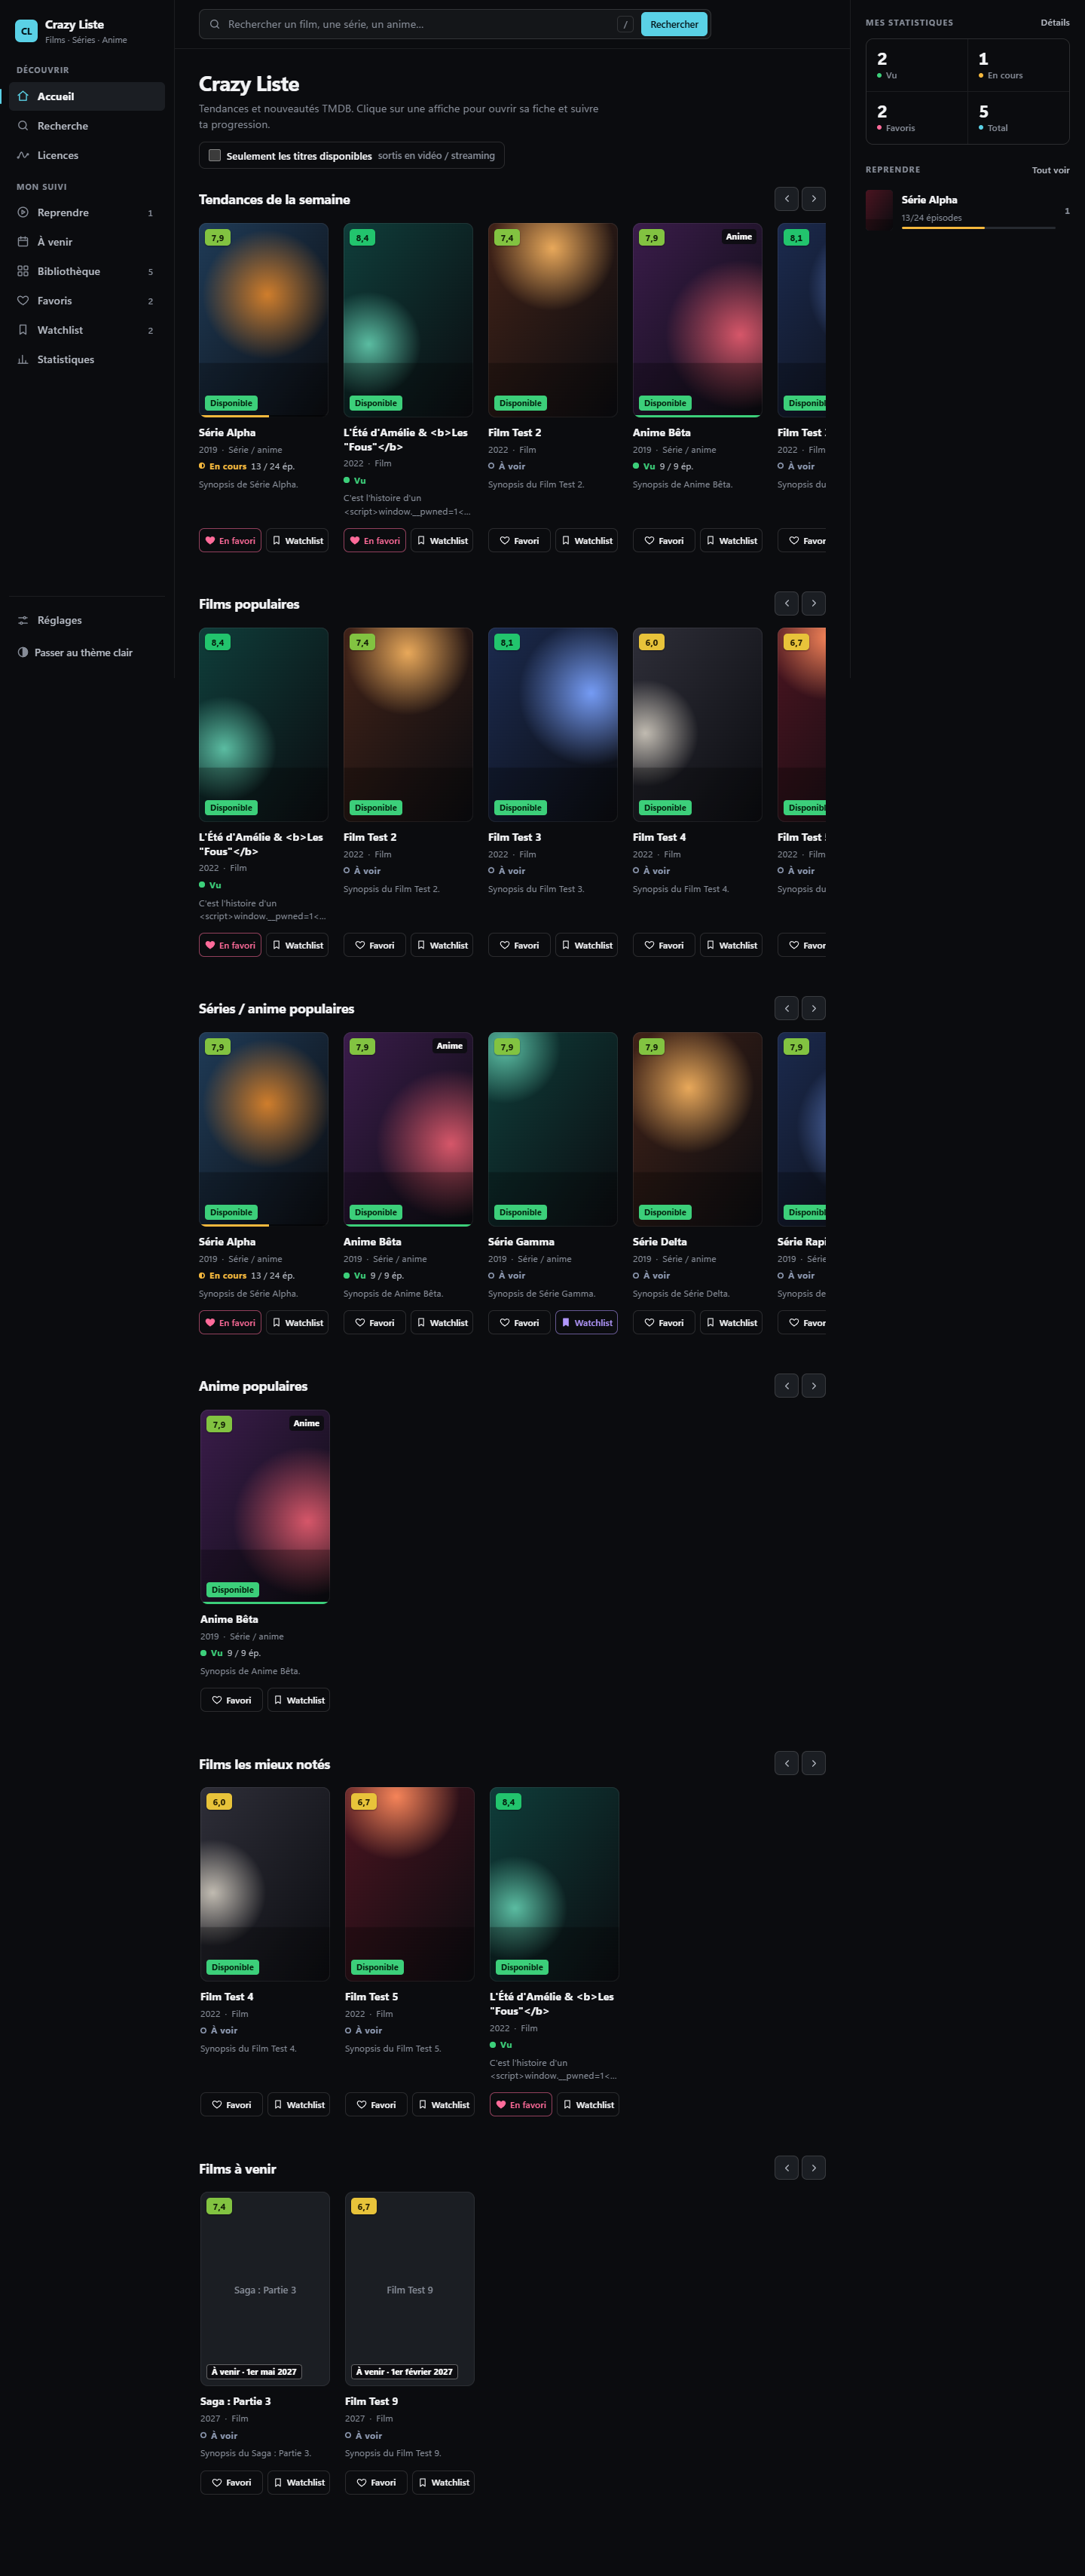 CL
Crazy Liste
Films · Séries · Anime
DÉCOUVRIR
Accueil
Recherche
Licences
MON SUIVI
Reprendre 1
À venir
Bibliothèque 5
Favoris 2
Watchlist 2
Statistiques
Réglages
Passer au thème clair
Rechercher un film, une série, un anime... / Rechercher
Crazy Liste
Tendances et nouveautés TMDB. Clique sur une affiche pour ouvrir sa fiche et suivre
ta progression.
Seulement les titres disponibles sortis en vidéo / streaming
Tendances de la semaine
7,9 8,4 7,4 7,9 Anime 8,1
Disponible Disponible Disponible Disponible Disponibl
Série Alpha
2019 · Série / anime
En cours 13 / 24 ép.
Synopsis de Série Alpha.
En favori Watchlist
L'Été d'Amélie & <b>Les
"Fous"</b>
2022 · Film
Vu
C'est l'histoire d'un
<script>window.__pwned=1<...
En favori Watchlist
Film Test 2
2022 · Film
À voir
Synopsis du Film Test 2.
Favori Watchlist
Anime Bêta
2019 · Série / anime
Vu 9 / 9 ép.
Synopsis de Anime Bêta.
Favori Watchlist
Film Test
2022 · Film
À voir
Synopsis du
Favor
Films populaires
8,4 7,4 8,1 6,0 6,7
Disponible Disponible Disponible Disponible Disponibl
L'Été d'Amélie & <b>Les
"Fous"</b>
2022 · Film
Vu
C'est l'histoire d'un
<script>window.__pwned=1<...
En favori Watchlist
Film Test 2
2022 · Film
À voir
Synopsis du Film Test 2.
Favori Watchlist
Film Test 3
2022 · Film
À voir
Synopsis du Film Test 3.
Favori Watchlist
Film Test 4
2022 · Film
À voir
Synopsis du Film Test 4.
Favori Watchlist
Film Test
2022 · Film
À voir
Synopsis du
Favor
Séries / anime populaires
7,9 7,9 Anime 7,9 7,9 7,9
Disponible Disponible Disponible Disponible Disponibl
Série Alpha
2019 · Série / anime
En cours 13 / 24 ép.
Synopsis de Série Alpha.
En favori Watchlist
Anime Bêta
2019 · Série / anime
Vu 9 / 9 ép.
Synopsis de Anime Bêta.
Favori Watchlist
Série Gamma
2019 · Série / anime
À voir
Synopsis de Série Gamma.
Favori Watchlist
Série Delta
2019 · Série / anime
À voir
Synopsis de Série Delta.
Favori Watchlist
Série Rapi
2019 · Série
À voir
Synopsis de
Favor
Anime populaires
7,9 Anime
Disponible
Anime Bêta
2019 · Série / anime
Vu 9 / 9 ép.
Synopsis de Anime Bêta.
Favori Watchlist
Films les mieux notés
6,0 6,7 8,4
Disponible Disponible Disponible
Film Test 4
2022 · Film
À voir
Synopsis du Film Test 4.
Favori Watchlist
Film Test 5
2022 · Film
À voir
Synopsis du Film Test 5.
Favori Watchlist
L'Été d'Amélie & <b>Les
"Fous"</b>
2022 · Film
Vu
C'est l'histoire d'un
<script>window.__pwned=1<...
En favori Watchlist
Films à venir
7,4 6,7
Saga : Partie 3
À venir · 1er mai 2027
Film Test 9
À venir · 1er février 2027
Saga : Partie 3
2027 · Film
À voir
Synopsis du Saga : Partie 3.
Favori Watchlist
Film Test 9
2027 · Film
À voir
Synopsis du Film Test 9.
Favori Watchlist
MES STATISTIQUES Détails
2 Vu
1 En cours
2 Favoris
5 Total
REPRENDRE Tout voir
Série Alpha
13/24 épisodes
1